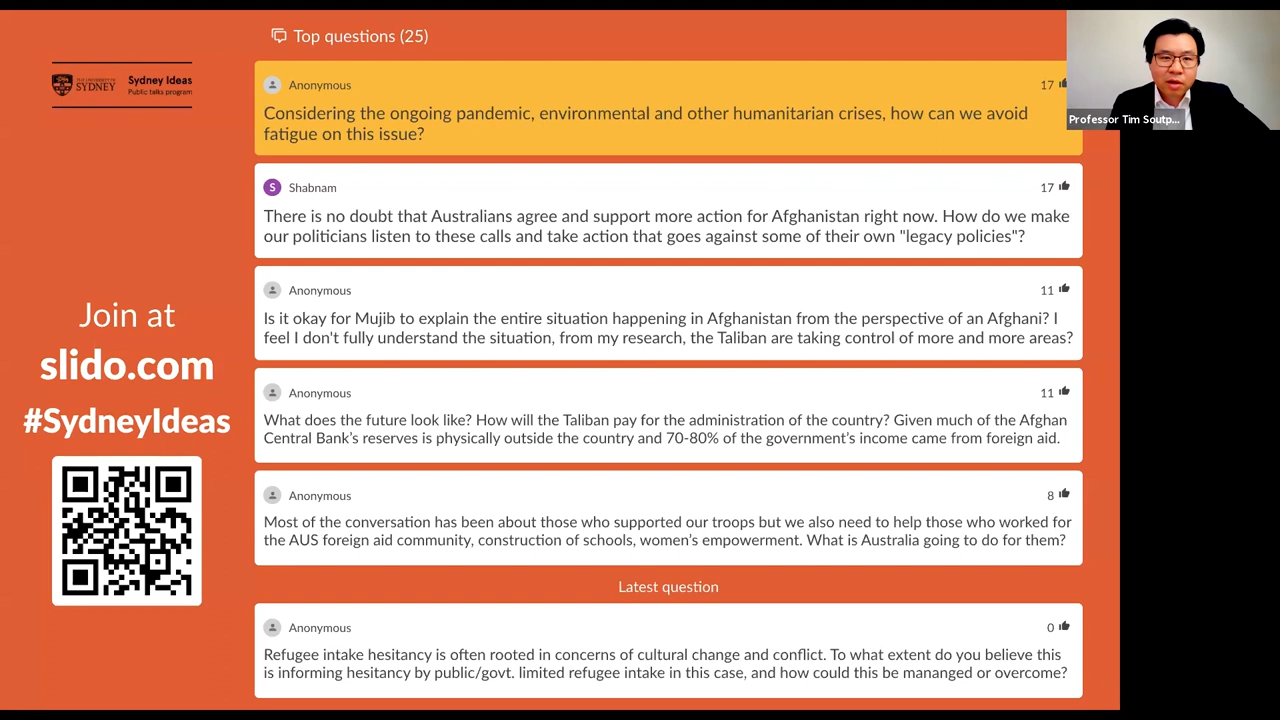 Top questions (25)
THE UNIVERSITY OF
SYDNEY
Sydney Ideas
Public talks program
Anonymous
17
Considering the ongoing pandemic, environmental and other humanitarian crises, how can we avoid
fatigue on this issue?
Professor Tim Soutp...
S
Shabnam
17
There is no doubt that Australians agree and support more action for Afghanistan right now. How do we make
our politicians listen to these calls and take action that goes against some of their own "legacy policies"?
Anonymous
11
Is it okay for Mujib to explain the entire situation happening in Afghanistan from the perspective of an Afghani? I
feel I don't fully understand the situation, from my research, the Taliban are taking control of more and more areas?
Join at
slido.com
#SydneyIdeas
Anonymous
11
What does the future look like? How will the Taliban pay for the administration of the country? Given much of the Afghan
Central Bank's reserves is physically outside the country and 70-80% of the government's income came from foreign aid.
Anonymous
8
Most of the conversation has been about those who supported our troops but we also need to help those who worked for
the AUS foreign aid community, construction of schools, women's empowerment. What is Australia going to do for them?
Latest question
Anonymous
0
Refugee intake hesitancy is often rooted in concerns of cultural change and conflict. To what extent do you believe this
is informing hesitancy by public/govt. limited refugee intake in this case, and how could this be mananged or overcome?